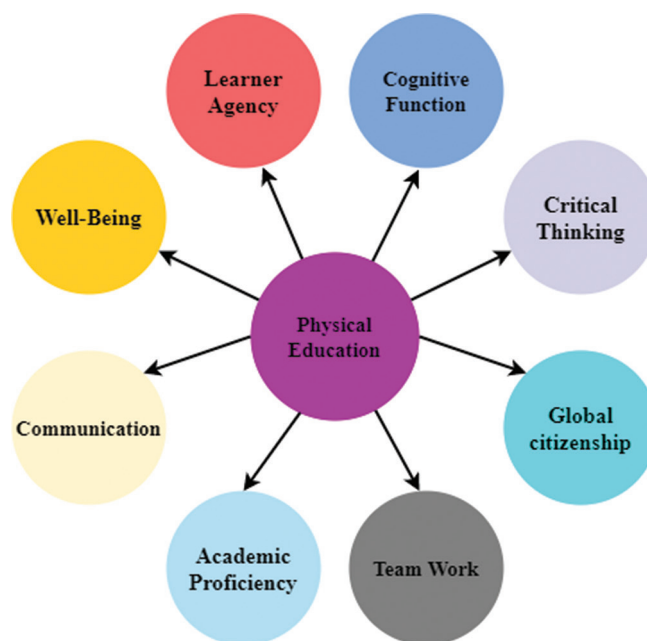 Learner
Agency
Cognitive
Function
Well-Being
Critical
Thinking
Physical
Education
Communication
Global
citizenship
Academic
Proficiency
Team Work